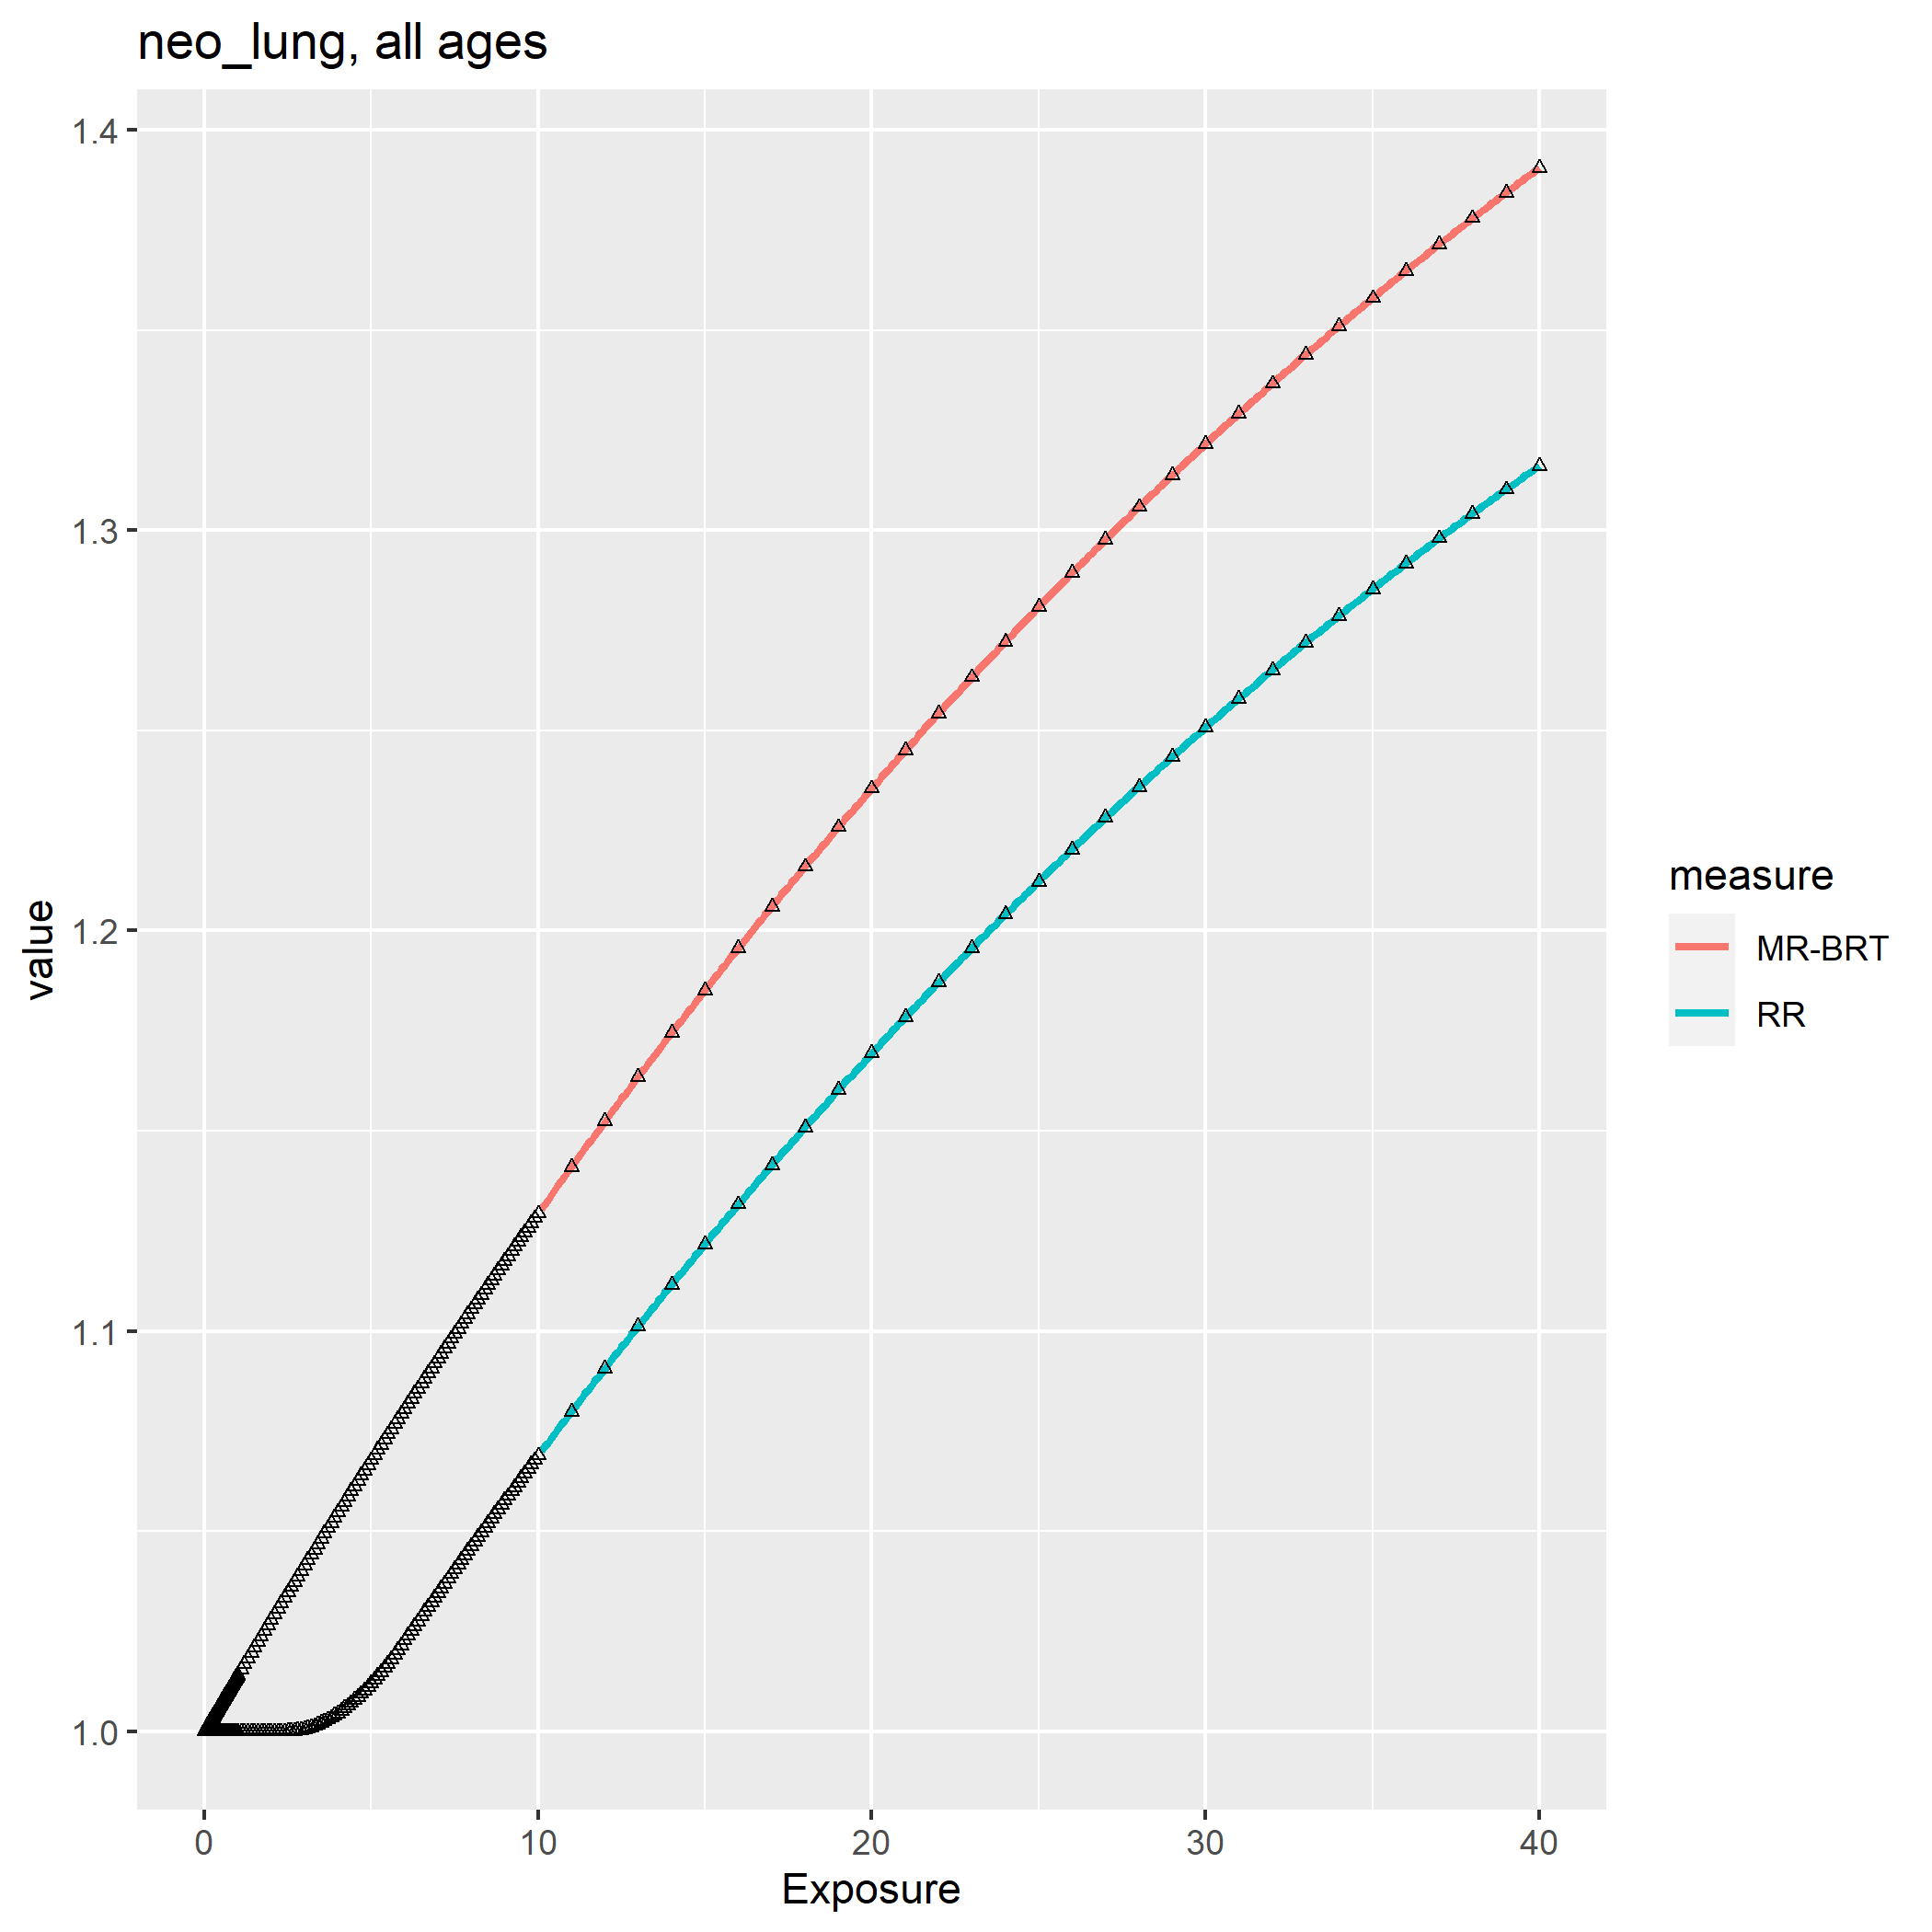 neo_lung, all ages
1.4
1.3
1.2
1.1
1.0
value
0 10 20 30 40
Exposure
measure
MR-BRT
RR